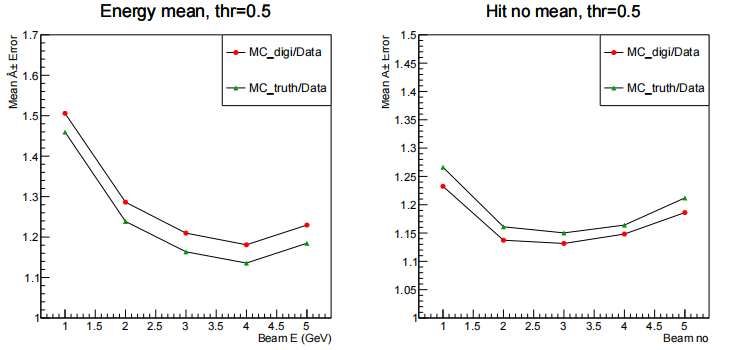 Energy mean, thr=0.5
Mean Â± Error
1.7
1.6
1.5
1.4
1.3
1.2
1.1
1
MC_digi/Data
MC_truth/Data
1 1.5 2 2.5 3 3.5 4 4.5 5
Beam E (GeV)
Hit no mean, thr=0.5
Mean Â± Error
1.5
1.45
1.4
1.35
1.3
1.25
1.2
1.15
1.1
1.05
1
MC_digi/Data
MC_truth/Data
1 1.5 2 2.5 3 3.5 4 4.5 5
Beam no